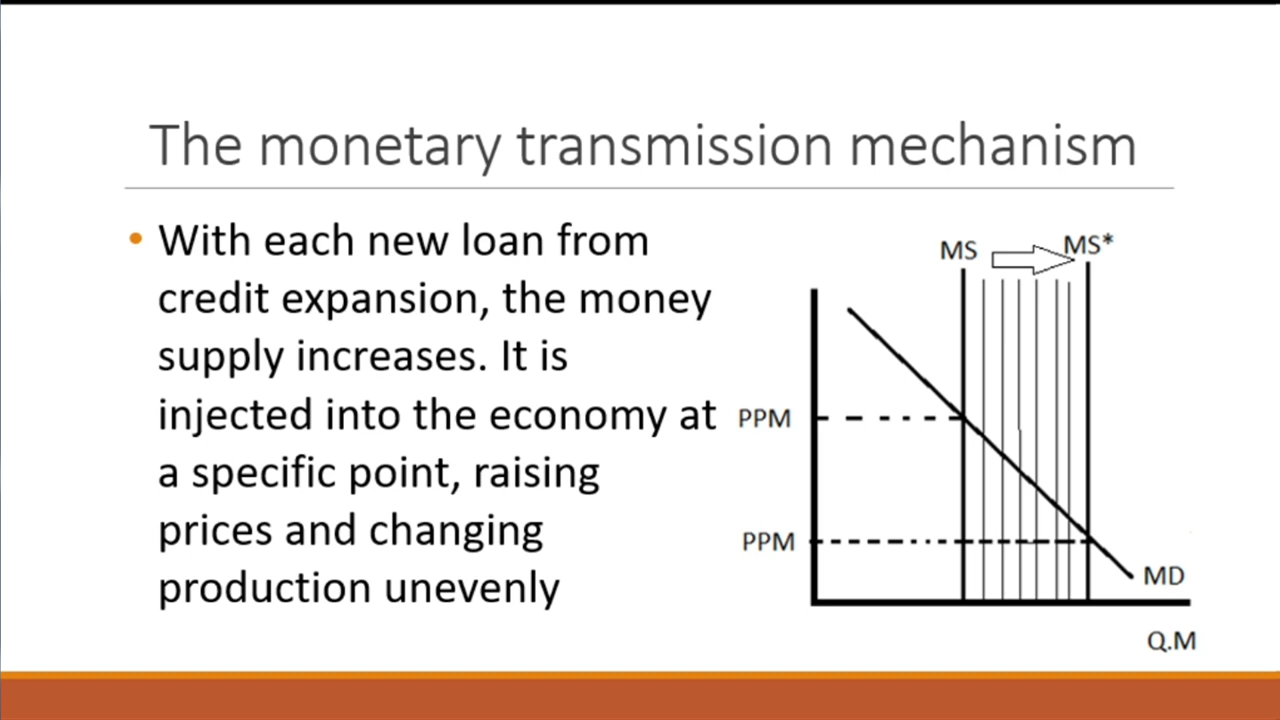 The monetary transmission mechanism
• With each new loan from
credit expansion, the money
supply increases. It is
injected into the economy at
a specific point, raising
prices and changing
production unevenly
MS
MS*
PPM
PPM
MD
Q.M